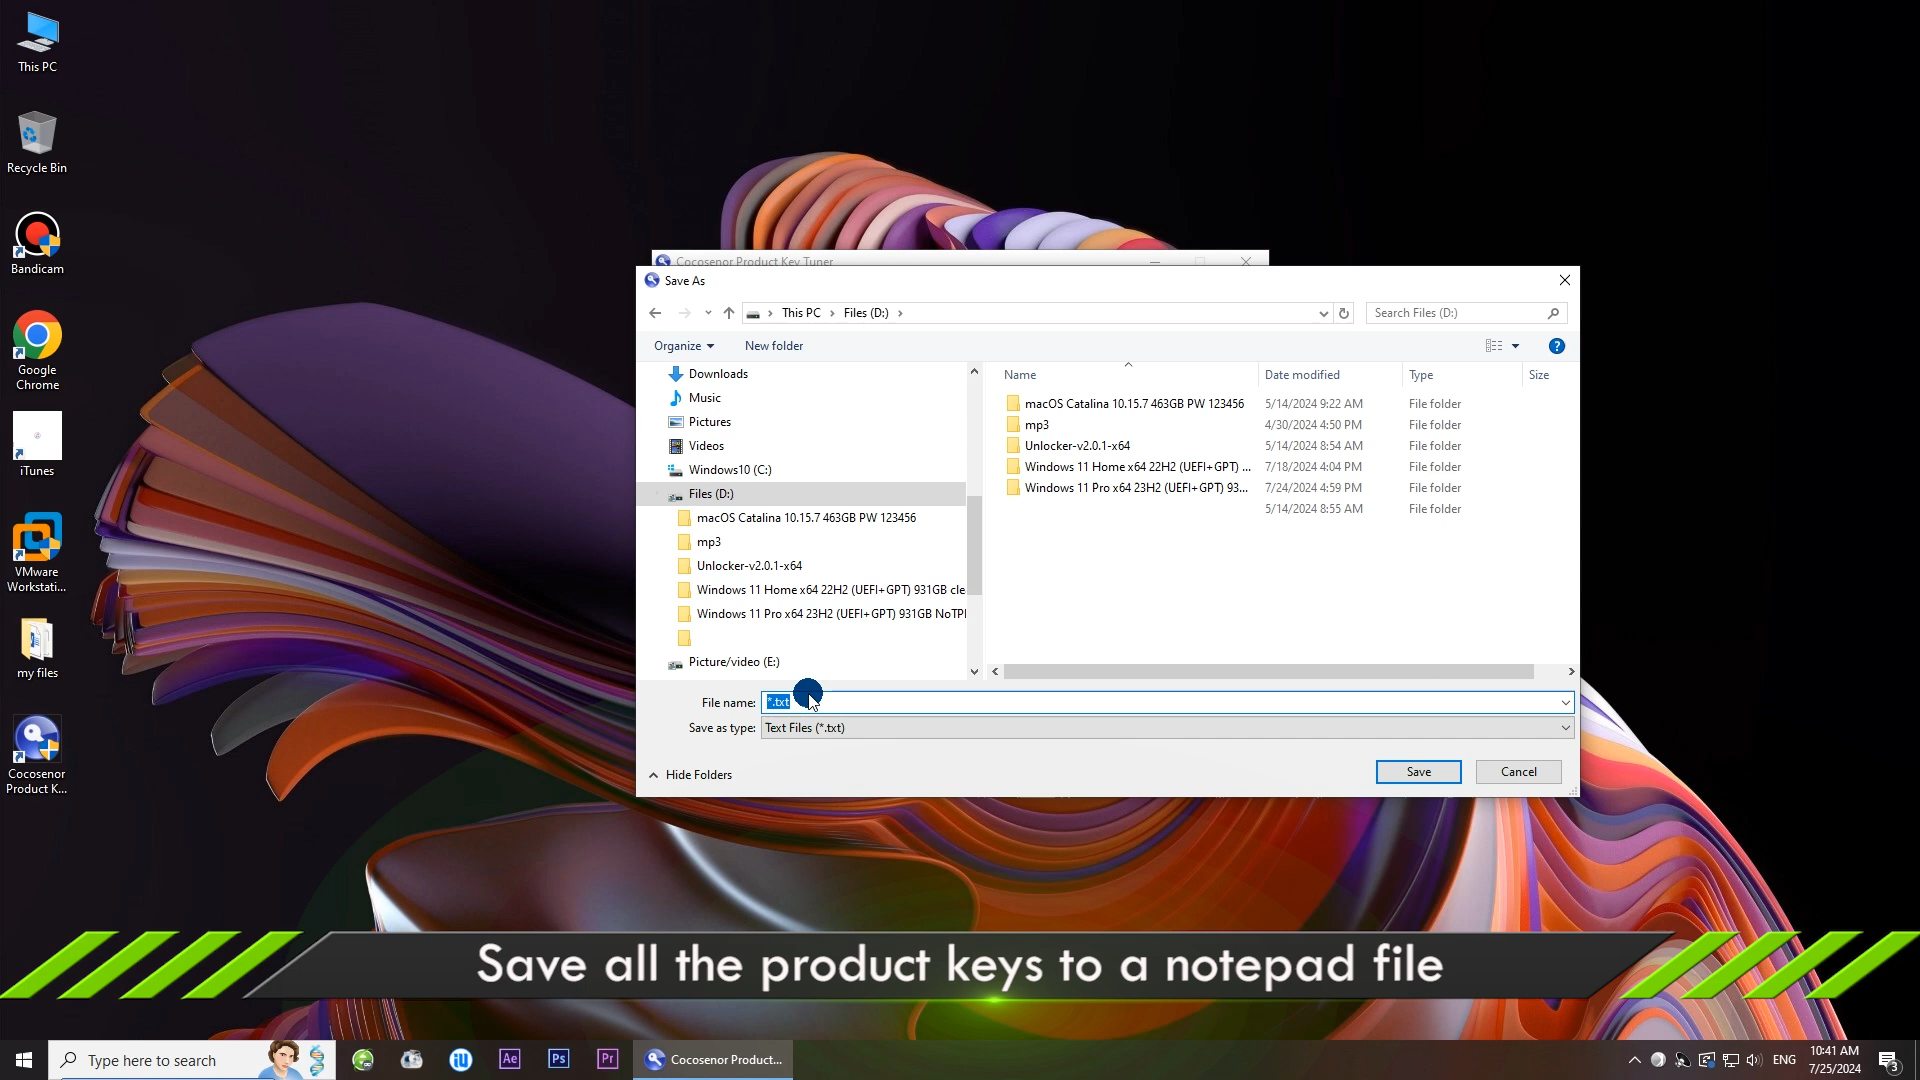 This PC
Recycle Bin
Bandicam
Google
Chrome
iTunes
VMware
Workstati...
my files
Cocosenor
Product K...
Cocosenor Product Key Tuner
Save As
This PC > Files (D:) >
Search Files (D:)
Organize
New folder
Downloads
Music
Pictures
Videos
Windows10 (C:)
Files (D:)
macOS Catalina 10.15.7 463GB PW 123456
mp3
Unlocker-v2.0.1-x64
Windows 11 Home x64 22H2 (UEFI+GPT) 931GB cle
Windows 11 Pro x64 23H2 (UEFI+GPT) 931GB NoTPI
Picture/video (E:)
Name Date modified Type Size
macOS Catalina 10.15.7 463GB PW 123456 5/14/2024 9:22 AM File folder
mp3 4/30/2024 4:50 PM File folder
Unlocker-v2.0.1-x64 5/14/2024 8:54 AM File folder
Windows 11 Home x64 22H2 (UEFI+GPT) ... 7/18/2024 4:04 PM File folder
Windows 11 Pro x64 23H2 (UEFI+GPT) 93... 7/24/2024 4:59 PM File folder
5/14/2024 8:55 AM File folder
File name: *.txt
Save as type: Text Files (*.txt)
Hide Folders
Save
Cancel
Save all the product keys to a notepad file
Type here to search
Ae
Ps
Pr
Cocosenor Product...
ENG
10:41 AM
7/25/2024
3